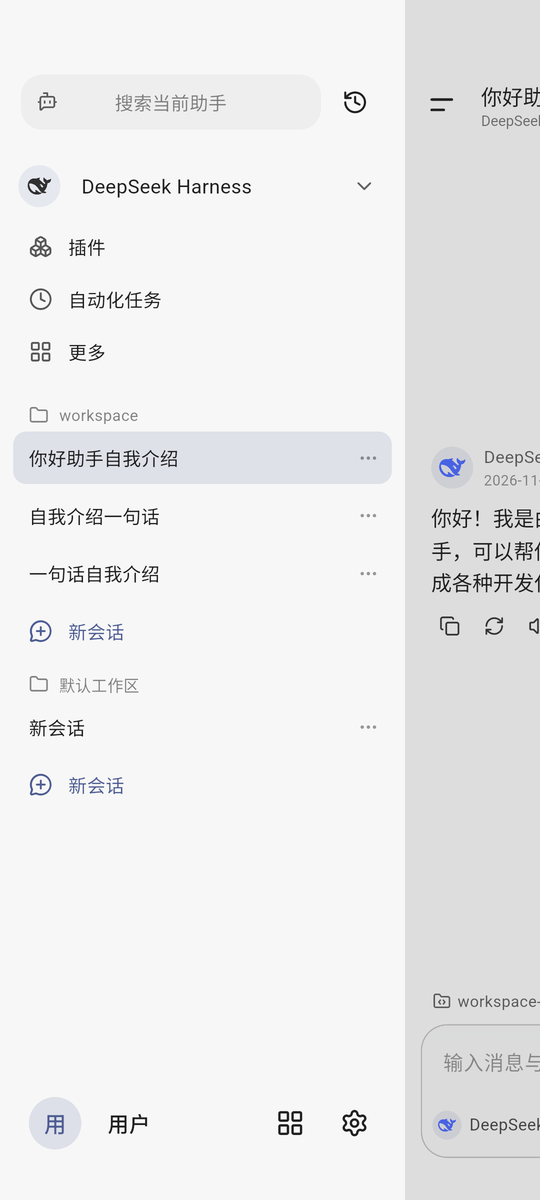 搜索当前助手
DeepSeek Harness
插件
自动化任务
更多
workspace
你好助手自我介绍
自我介绍一句话
一句话自我介绍
新会话
默认工作区
新会话
新会话
用
用户
你好助
DeepSeek
DeepSe
2026-11-
你好！我是
手，可以帮
成各种开发
workspace-
输入消息与
DeepSeek